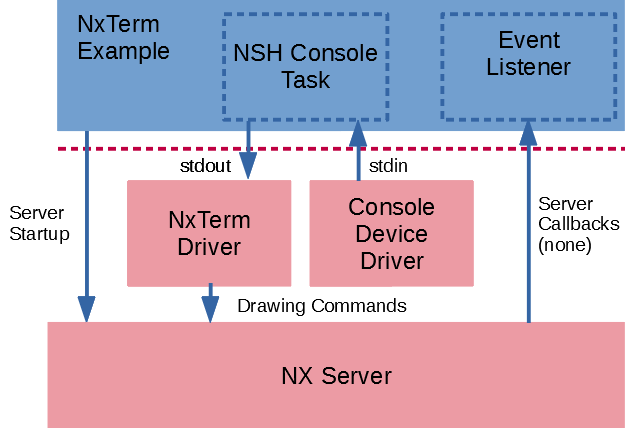 NxTerm
Example
NSH Console
Task
Event
Listener
stdout
stdin
Server
Startup
NxTerm
Driver
Console
Device
Driver
Server
Callbacks
(none)
Drawing Commands
NX Server